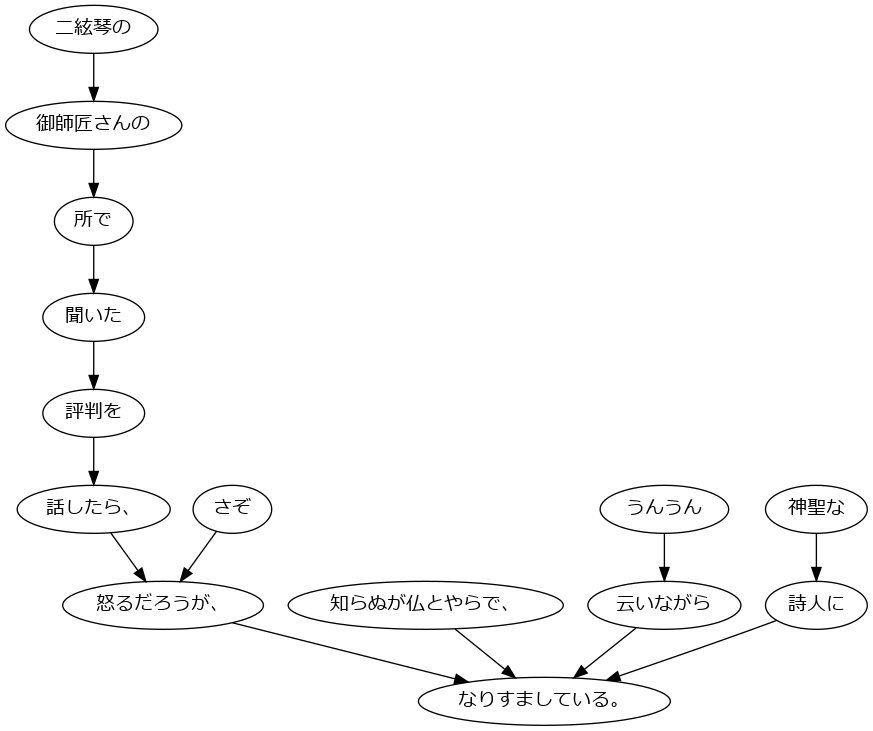 二絃琴の
御師匠さんの
所で
聞いた
評判を
話したら、
さぞ
うんうん
神聖な
怒るだろうが、
知らぬが仏とやらで、
云いながら
詩人に
なりすましている。